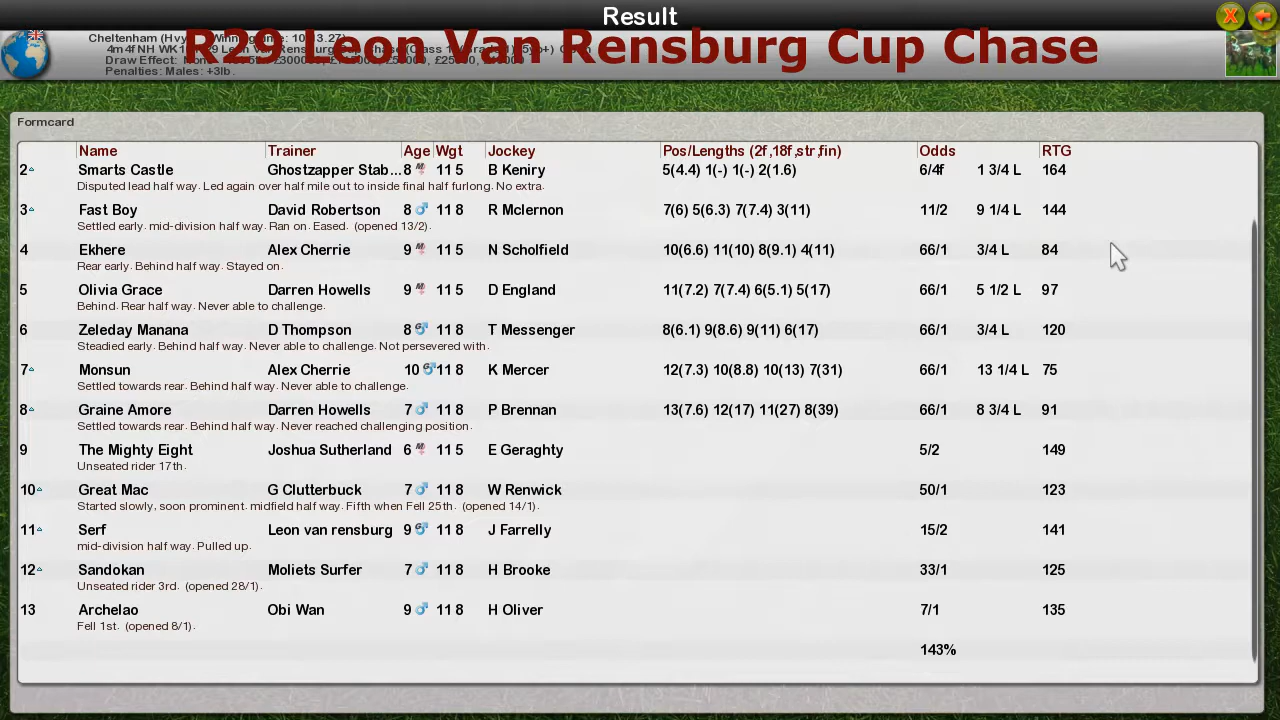 Result
R29 Leon Van Rensburg Cup Chase
Penalties: Males: +3lb.
Formcard
Name Trainer Age Wgt Jockey Pos/Lengths (2f,18f,str,fin) Odds RTG
2 Smarts Castle Ghostzapper Stab... 8 11 5 B Keniry 5(4.4) 1(-) 1(-) 2(1.6) 6/4f 1 3/4 L 164
Disputed lead half way. Led again over half mile out to inside final half furlong. No extra.
3 Fast Boy David Robertson 8 11 8 R Mclernon 7(6) 5(6.3) 7(7.4) 3(11) 11/2 9 1/4 L 144
Settled early. mid-division half way. Ran on. Eased. (opened 13/2).
4 Ekhere Alex Cherrie 9 11 5 N Scholfield 10(6.6) 11(10) 8(9.1) 4(11) 66/1 3/4 L 84
Rear early. Behind half way. Stayed on.
5 Olivia Grace Darren Howells 9 11 5 D England 11(7.2) 7(7.4) 6(5.1) 5(17) 66/1 5 1/2 L 97
Behind. Rear half way. Never able to challenge.
6 Zeleday Manana D Thompson 8 11 8 T Messenger 8(6.1) 9(8.6) 9(11) 6(17) 66/1 3/4 L 120
Steadied early. Behind half way. Never able to challenge. Not persevered with.
7 Monsun Alex Cherrie 10 11 8 K Mercer 12(7.3) 10(8.8) 10(13) 7(31) 66/1 13 1/4 L 75
Settled towards rear. Behind half way. Never able to challenge.
8 Graine Amore Darren Howells 7 11 8 P Brennan 13(7.6) 12(17) 11(27) 8(39) 66/1 8 3/4 L 91
Settled towards rear. Behind half way. Never reached challenging position.
9 The Mighty Eight Joshua Sutherland 6 11 5 E Geraghty 5/2 149
Unseated rider 17th.
10 Great Mac G Clutterbuck 7 11 8 W Renwick 50/1 123
Started slowly, soon prominent. midfield half way. Fifth when Fell 25th. (opened 14/1).
11 Serf Leon van rensburg 9 11 8 J Farrelly 15/2 141
mid-division half way. Pulled up.
12 Sandokan Moliets Surfer 7 11 8 H Brooke 33/1 125
Unseated rider 3rd. (opened 28/1).
13 Archelao Obi Wan 9 11 8 H Oliver 7/1 135
Fell 1st. (opened 8/1).
143%